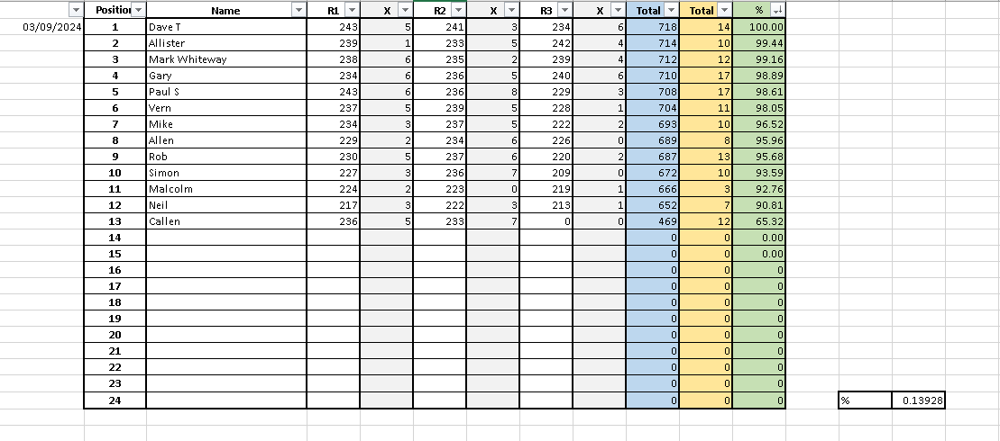 Position Name R1 X R2 X R3 X Total Total %
03/09/2024 1 Dave T 243 5 241 3 234 6 718 14 100.00
2 Allister 239 1 233 5 242 4 714 10 99.44
3 Mark Whiteway 238 6 235 2 239 4 712 12 99.16
4 Gary 234 6 236 5 240 6 710 17 98.89
5 Paul S 243 6 236 8 229 3 708 17 98.61
6 Vern 237 5 239 5 228 1 704 11 98.05
7 Mike 234 3 237 5 222 2 693 10 96.52
8 Allen 229 2 234 6 226 0 689 8 95.96
9 Rob 230 5 237 6 220 2 687 13 95.68
10 Simon 227 3 236 7 209 0 672 10 93.59
11 Malcolm 224 2 223 0 219 1 666 3 92.76
12 Neil 217 3 222 3 213 1 652 7 90.81
13 Callen 236 5 233 7 0 0 469 12 65.32
14 0 0 0.00
15 0 0 0.00
16 0 0 0
17 0 0 0
18 0 0 0
19 0 0 0
20 0 0 0
21 0 0 0
22 0 0 0
23 0 0 0
24 0 0 0 % 0.13928